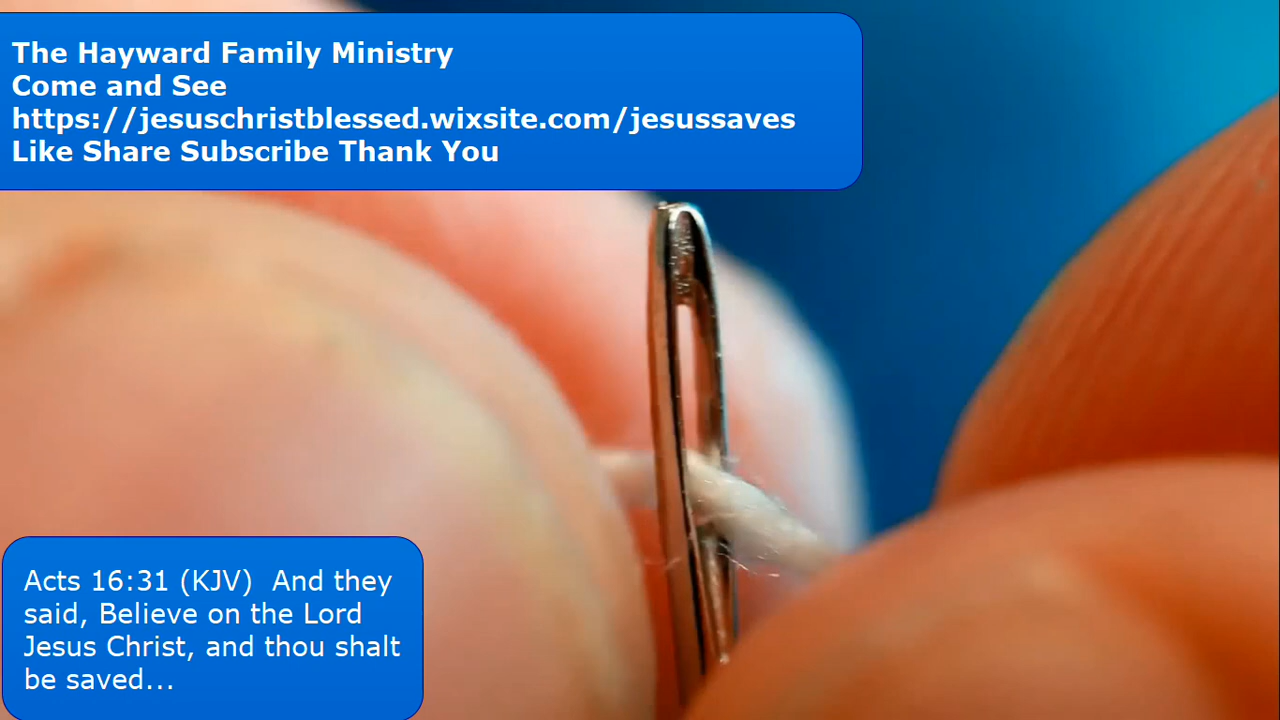 The Hayward Family Ministry
Come and See
https://jesuschristblessed.wixsite.com/jesussaves
Like Share Subscribe Thank You
Acts 16:31 (KJV)  And they
said, Believe on the Lord
Jesus Christ, and thou shalt
be saved...